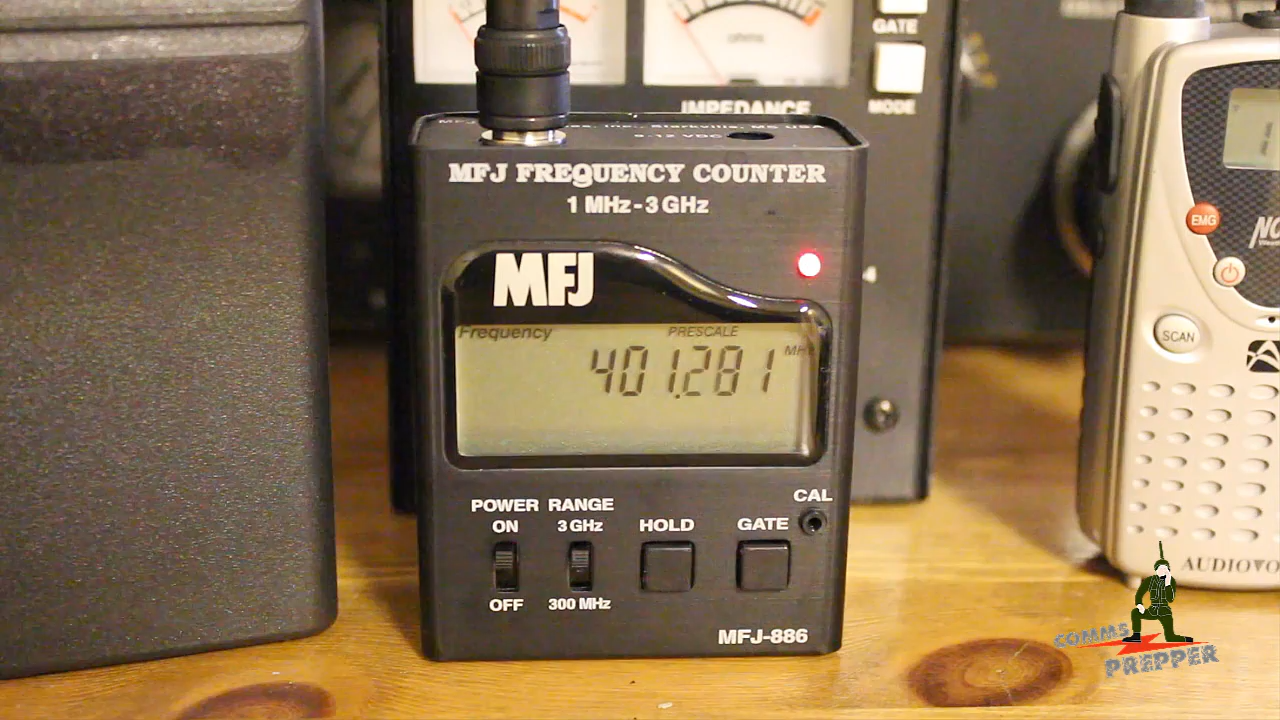 ohms
GATE
MODE
IMPEDANCE
MFJ FREQUENCY COUNTER
1 MHz - 3 GHz
MFJ
Frequency
PRESCALE
401.281
MHz
POWER
RANGE
ON
3 GHz
HOLD
GATE
CAL
OFF
300 MHz
MFJ-886
EMG
SCAN
COMMS
PREPPER